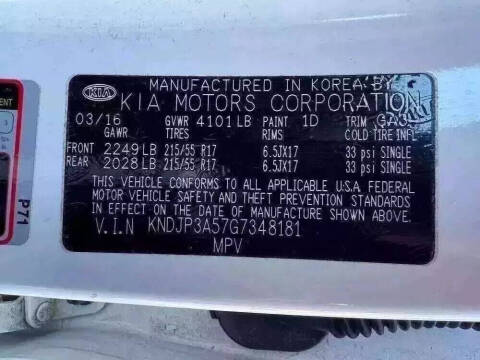 MANUFACTURED IN KOREA BY
KIA KIA MOTORS CORPORATION
03/16 GVWR 4101 LB PAINT 1D TRIM GA3
GAWR TIRES RIMS COLD TIRE INFL
FRONT 2249 LB 215/55 R17 6.5JX17 33 psi SINGLE
REAR 2028 LB 215/55 R17 6.5JX17 33 psi SINGLE
THIS VEHICLE CONFORMS TO ALL APPLICABLE U.S.A. FEDERAL
MOTOR VEHICLE SAFETY AND THEFT PREVENTION STANDARDS
IN EFFECT ON THE DATE OF MANUFACTURE SHOWN ABOVE.
V.I.N KNDJP3A57G7348181
MPV
P71